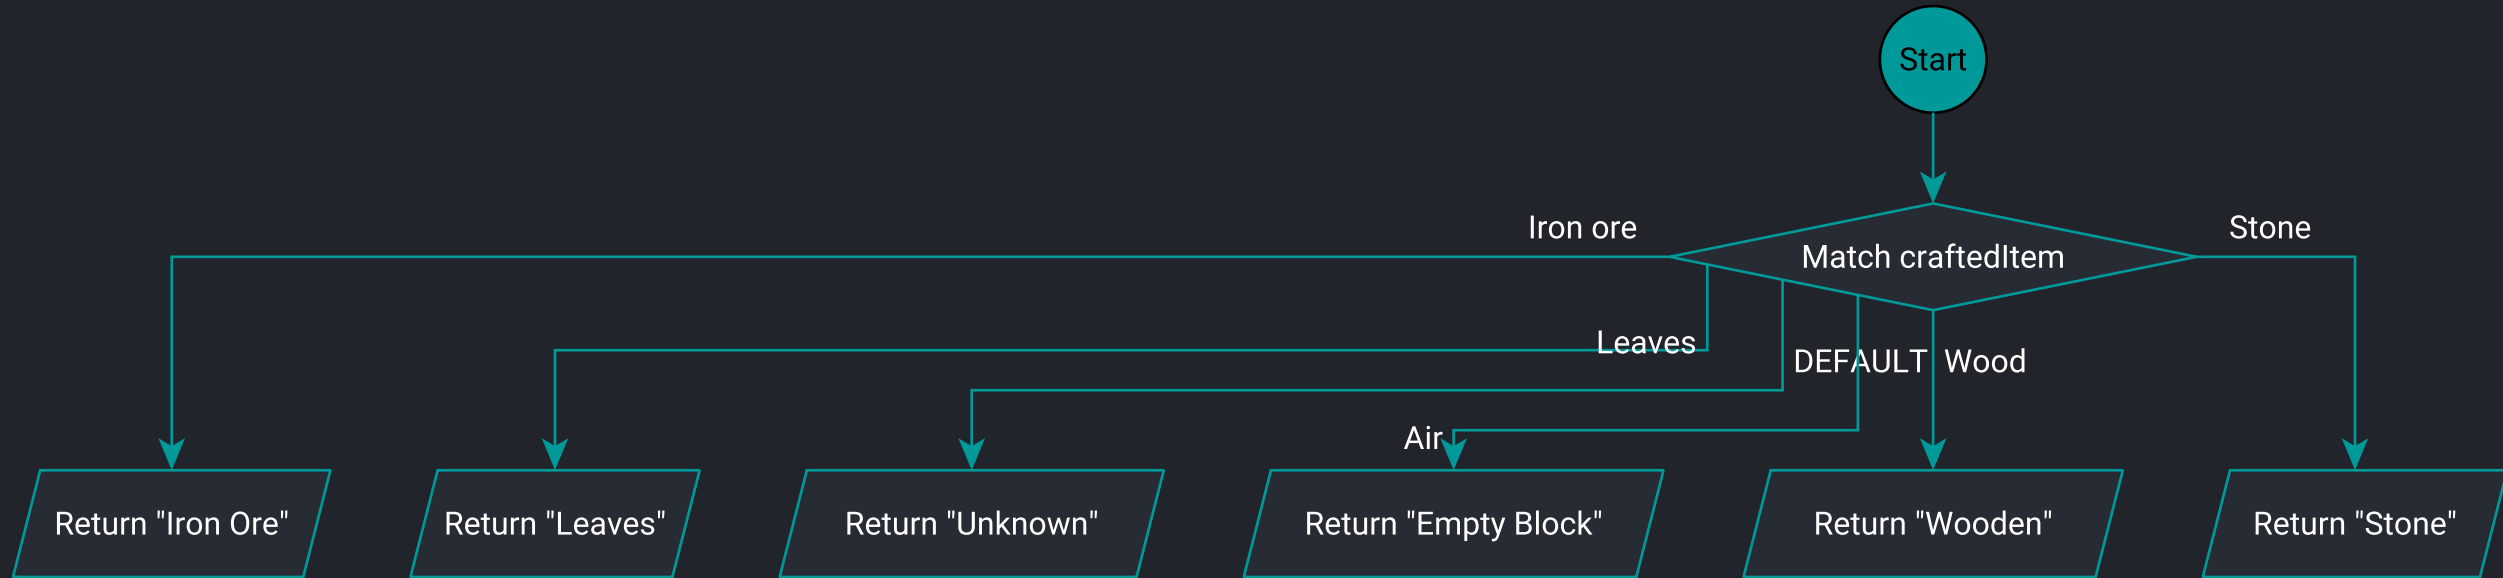 Start
Iron ore
Stone
Match craftedItem
Leaves
DEFAULT
Wood
Air
Return "Iron Ore"
Return "Leaves"
Return "Unknown"
Return "Empty Block"
Return "Wooden"
Return "Stone"